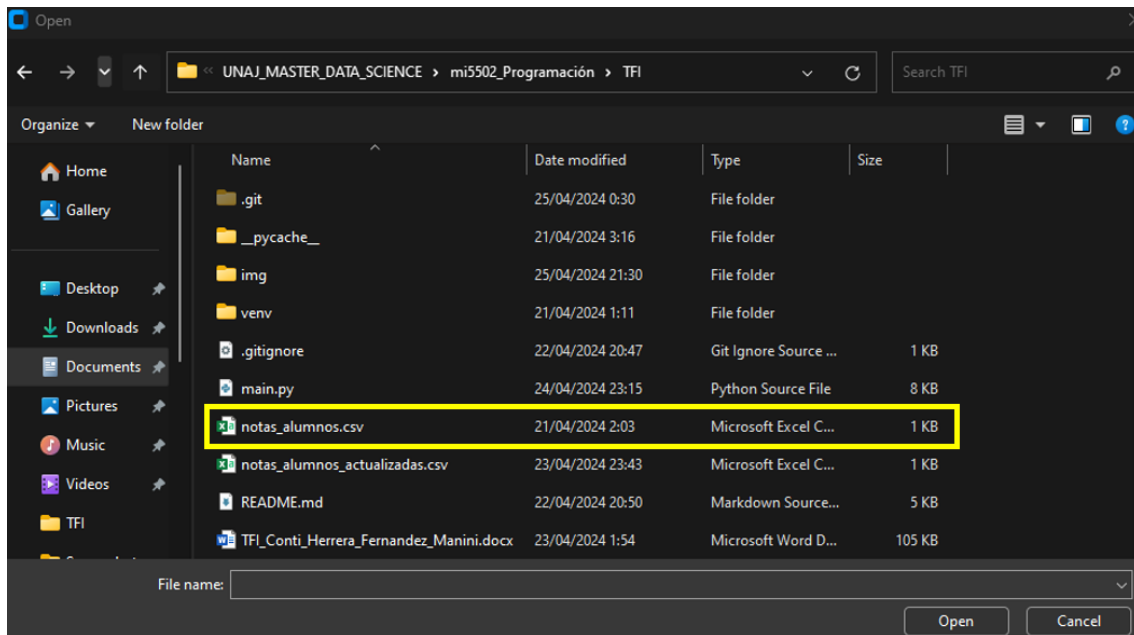 Open
« UNAJ_MASTER_DATA_SCIENCE > mi5502_Programación > TFI
Search TFI
Organize
New folder
Name Date modified Type Size
Home
Gallery
Desktop
Downloads
Documents
Pictures
Music
Videos
TFI
.git 25/04/2024 0:30 File folder
__pycache__ 21/04/2024 3:16 File folder
img 25/04/2024 21:30 File folder
venv 21/04/2024 1:11 File folder
.gitignore 22/04/2024 20:47 Git Ignore Source ... 1 KB
main.py 24/04/2024 23:15 Python Source File 8 KB
notas_alumnos.csv 21/04/2024 2:03 Microsoft Excel C... 1 KB
notas_alumnos_actualizadas.csv 23/04/2024 23:43 Microsoft Excel C... 1 KB
README.md 22/04/2024 20:50 Markdown Source... 5 KB
TFI_Conti_Herrera_Fernandez_Manini.docx 23/04/2024 1:54 Microsoft Word D... 105 KB
File name:
Open
Cancel